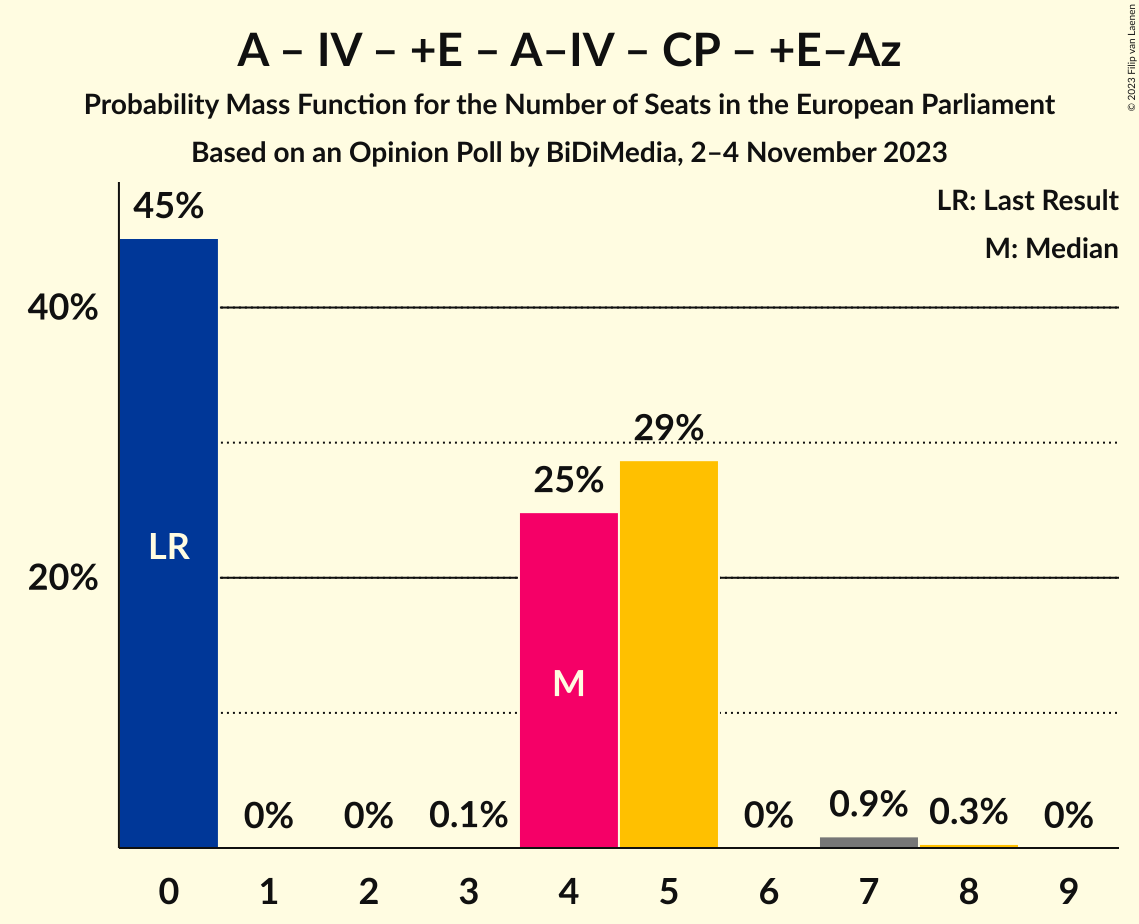 A – IV – +E – A–IV – CP – +E–Az
Probability Mass Function for the Number of Seats in the European Parliament
Based on an Opinion Poll by BiDiMedia, 2–4 November 2023
© 2023 Filip van Laenen
LR: Last Result
M: Median
45%
40%
29%
25%
LR
20%
M
0%
0%
0.1%
0%
0.9%
0.3%
0%
0
1
2
3
4
5
6
7
8
9